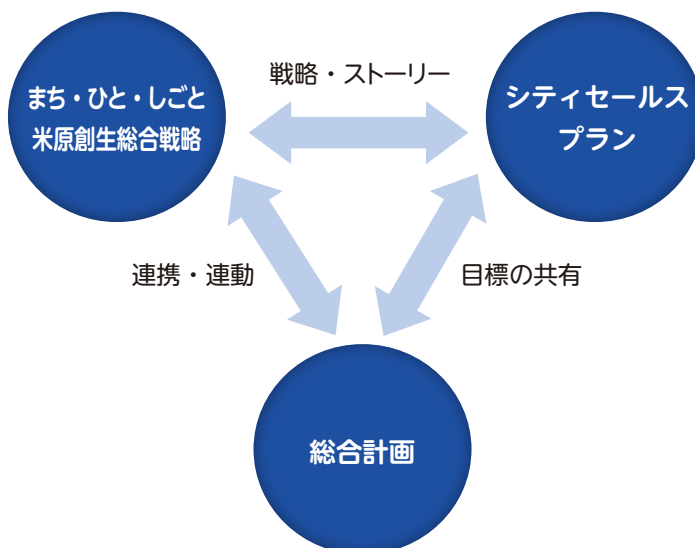 戦略・ストーリー
まち・ひと・しごと
米原創生総合戦略
シティセールス
プラン
連携・連動
目標の共有
総合計画